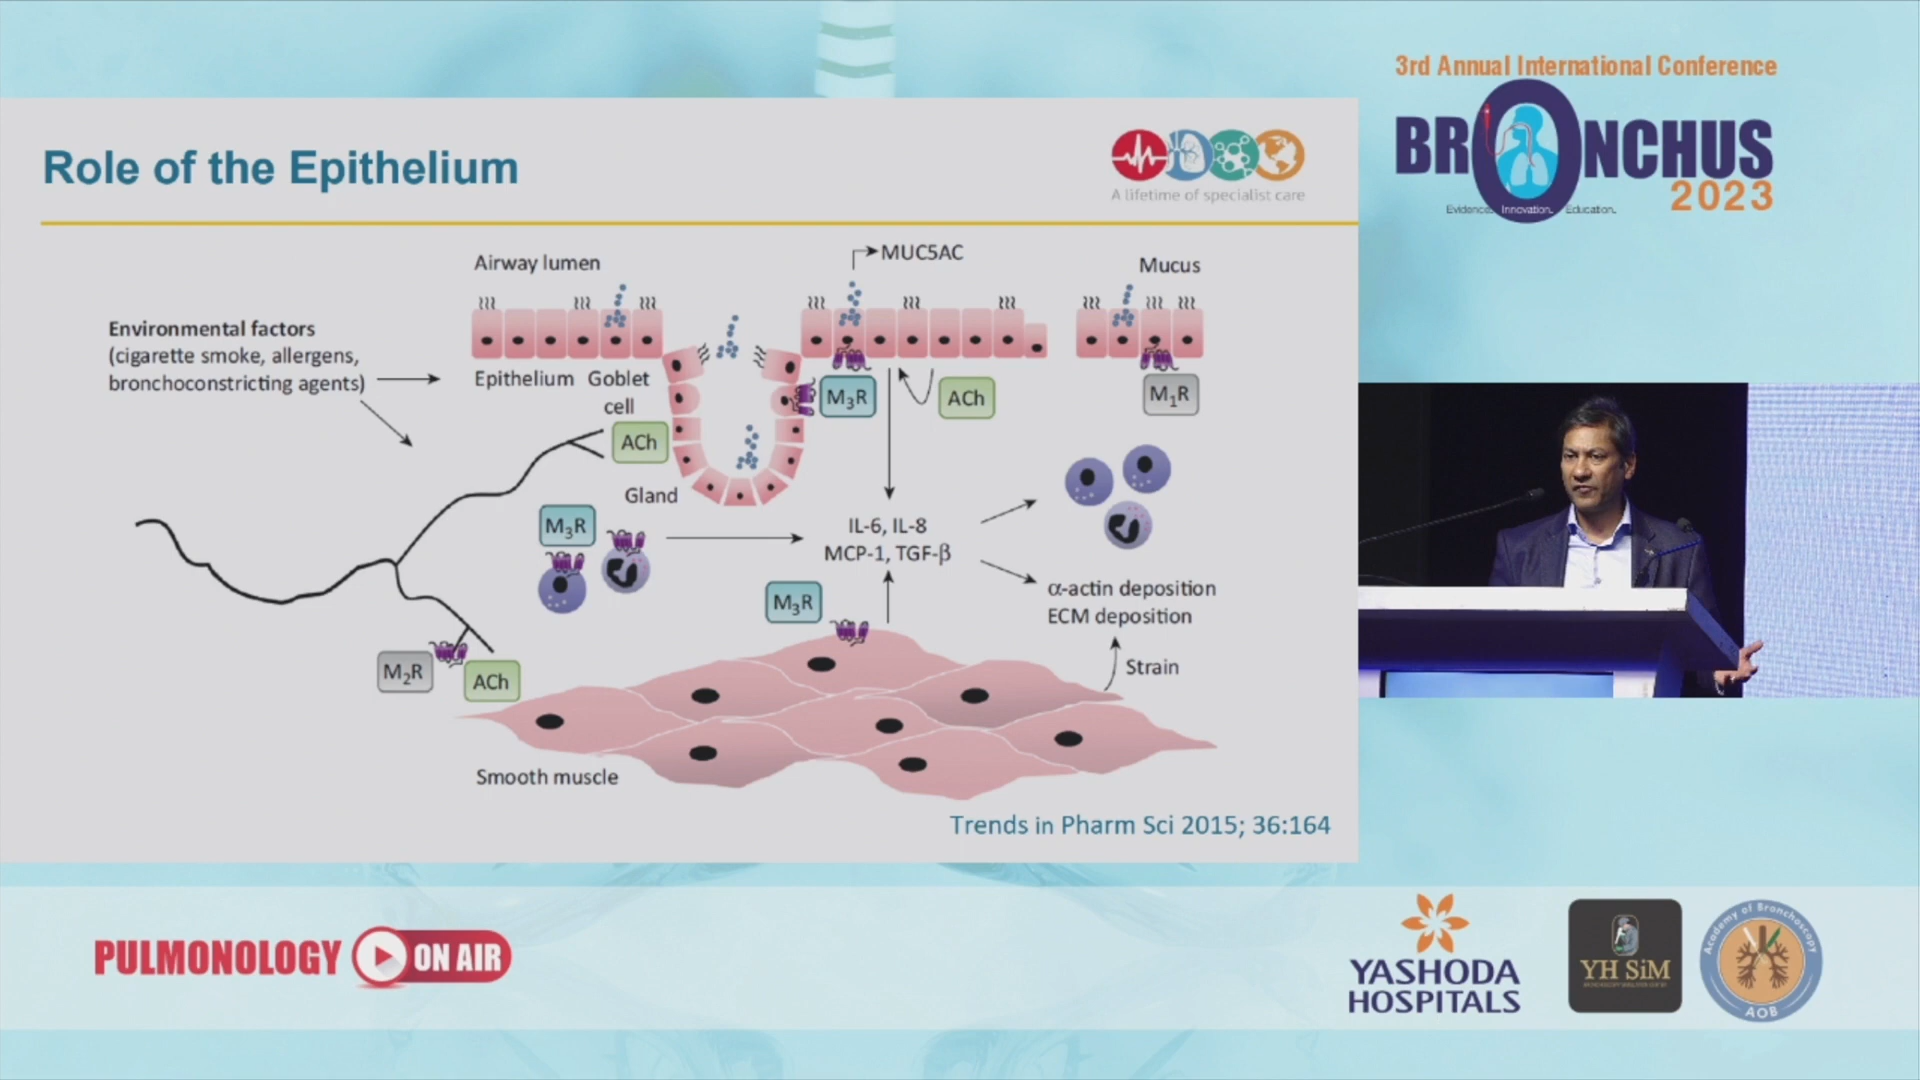 3rd Annual International Conference
BRONCHUS
2023
Evidence. Innovation. Education.
Role of the Epithelium
A lifetime of specialist care
Airway lumen
MUC5AC
Mucus
Environmental factors
(cigarette smoke, allergens,
bronchoconstricting agents)
Epithelium
Goblet
cell
M3R
ACh
M1R
ACh
Gland
M3R
IL-6, IL-8
MCP-1, TGF-β
M3R
α-actin deposition
ECM deposition
Strain
M2R
ACh
Smooth muscle
Trends in Pharm Sci 2015; 36:164
PULMONOLOGY ON AIR
YASHODA
HOSPITALS
YH SiM
Academy of Bronchoscopy
AOB